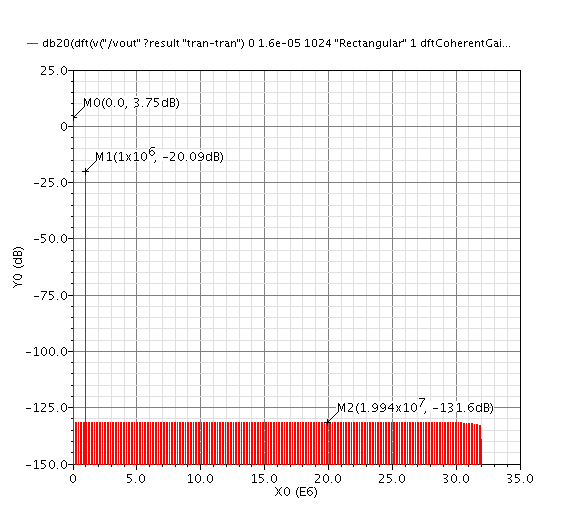 — db20(dft(v("/vout" ?result "tran-tran") 0 1.6e-05 1024 "Rectangular" 1 dftCoherentGai...
25.0
M0(0.0, 3.75dB)
0
M1(1x10^6, -20.09dB)
-25.0
-50.0
Y0 (dB)
-75.0
-100.0
M2(1.994x10^7, -131.6dB)
-125.0
-150.0
0 5.0 10.0 15.0 20.0 25.0 30.0 35.0
X0 (E6)